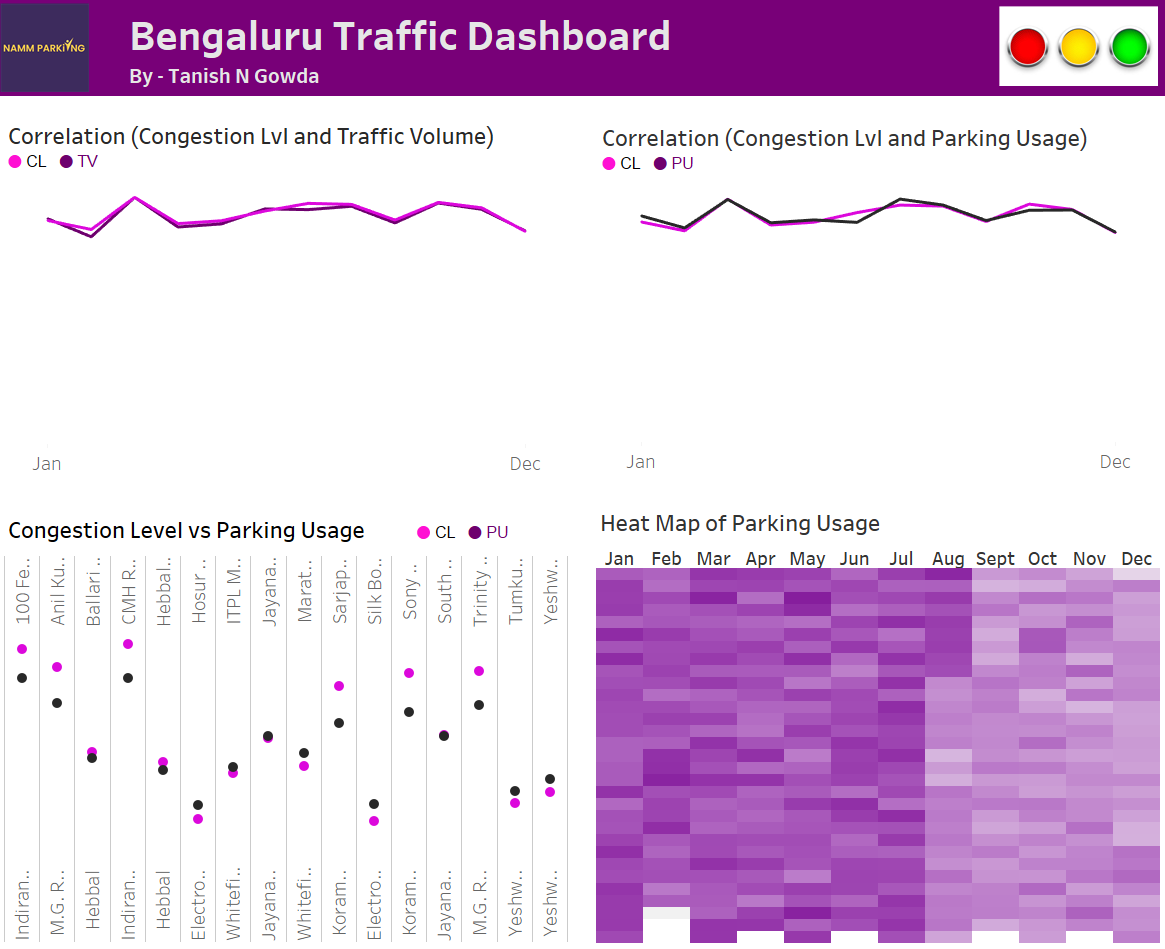 NAMM PARKING
Bengaluru Traffic Dashboard
By - Tanish N Gowda
Correlation (Congestion Lvl and Traffic Volume)
CL TV
Jan Dec
Correlation (Congestion Lvl and Parking Usage)
CL PU
Jan Dec
Congestion Level vs Parking Usage
CL PU
100 Fe..
Anil Ku..
Ballari ..
CMH R..
Hebbal..
Hosur ..
ITPL M..
Jayana..
Marat..
Sarjap..
Silk Bo..
Sony ..
South ..
Trinity ..
Tumku..
Yeshw..
Indiran..
M.G. R..
Hebbal
Indiran..
Hebbal
Electro..
Whitefi..
Jayana..
Whitefi..
Koram..
Electro..
Koram..
Jayana..
M.G. R..
Yeshw..
Yeshw..
Heat Map of Parking Usage
Jan Feb Mar Apr May Jun Jul Aug Sept Oct Nov Dec